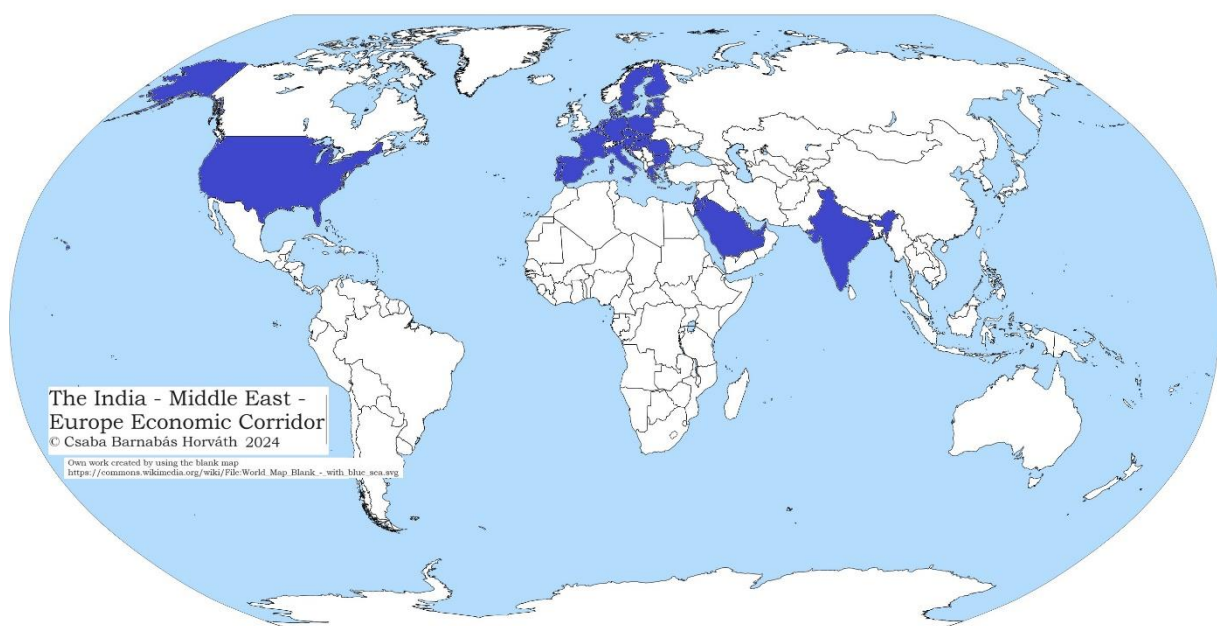 The India - Middle East -
Europe Economic Corridor
© Csaba Barnabás Horváth 2024
Own work created by using the blank map
https://commons.wikimedia.org/wiki/File:World_Map_Blank_-_with_blue_sea.svg